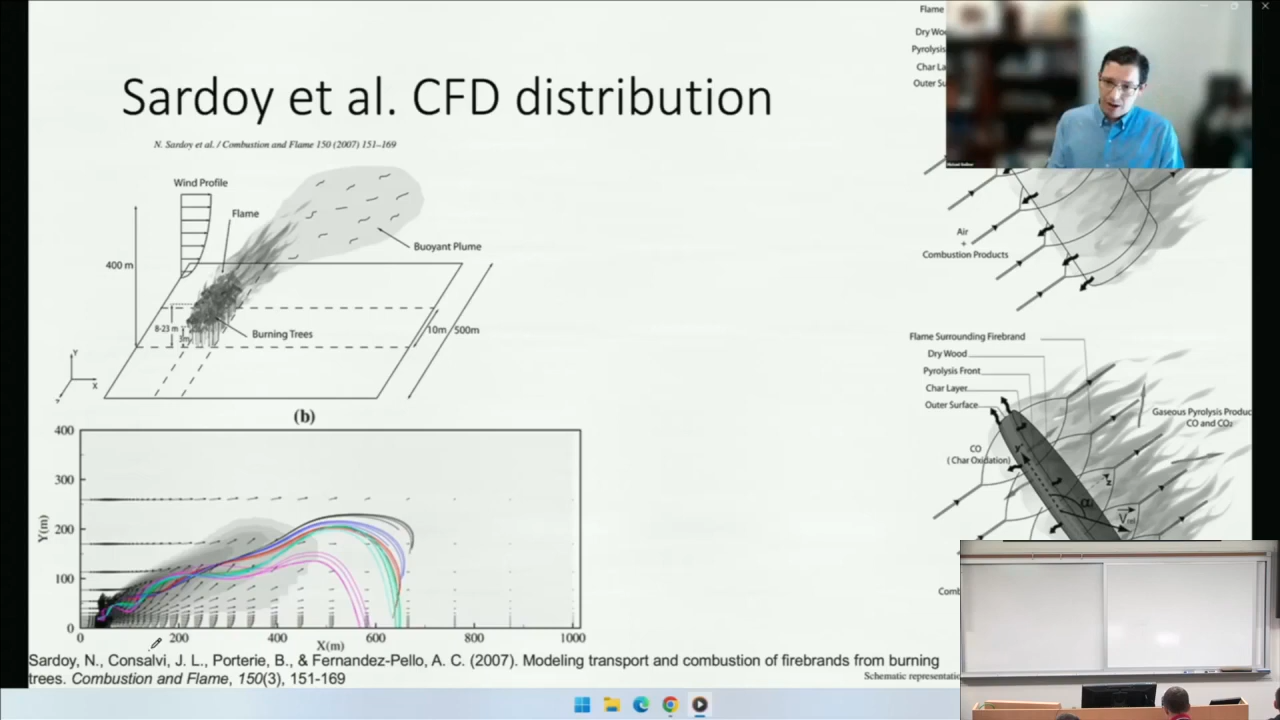 Sardoy et al. CFD distribution
N. Sardoy et al. / Combustion and Flame 150 (2007) 151–169
Wind Profile
Flame
Buoyant Plume
400 m
8-23 m
3m
Burning Trees
10m
500m
Y
X
(b)
400
300
200
100
0
Y(m)
0
200
400
600
800
1000
X(m)
Sardoy, N., Consalvi, J. L., Porterie, B., & Fernandez-Pello, A. C. (2007). Modeling transport and combustion of firebrands from burning
trees. Combustion and Flame, 150(3), 151-169
Flame
Dry Woo
Pyrolysis
Char La
Outer Su
Air
+
Combustion Products
Flame Surrounding Firebrand
Dry Wood
Pyrolysis Front
Char Layer
Outer Surface
Gaseous Pyrolysis Produc
CO and CO₂
CO
( Char Oxidation)
α
Comb
Schematic representatio